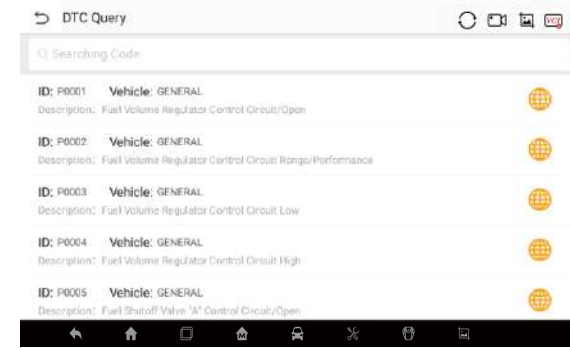 DTC Query
VCI
Searching Code
ID: P0001 Vehicle: GENERAL
Description: Fuel Volume Regulator Control Circuit/Open
ID: P0002 Vehicle: GENERAL
Description: Fuel Volume Regulator Control Circuit Range/Performance
ID: P0003 Vehicle: GENERAL
Description: Fuel Volume Regulator Control Circuit Low
ID: P0004 Vehicle: GENERAL
Description: Fuel Volume Regulator Control Circuit High
ID: P0005 Vehicle: GENERAL
Description: Fuel Shutoff Valve "A" Control Circuit/Open